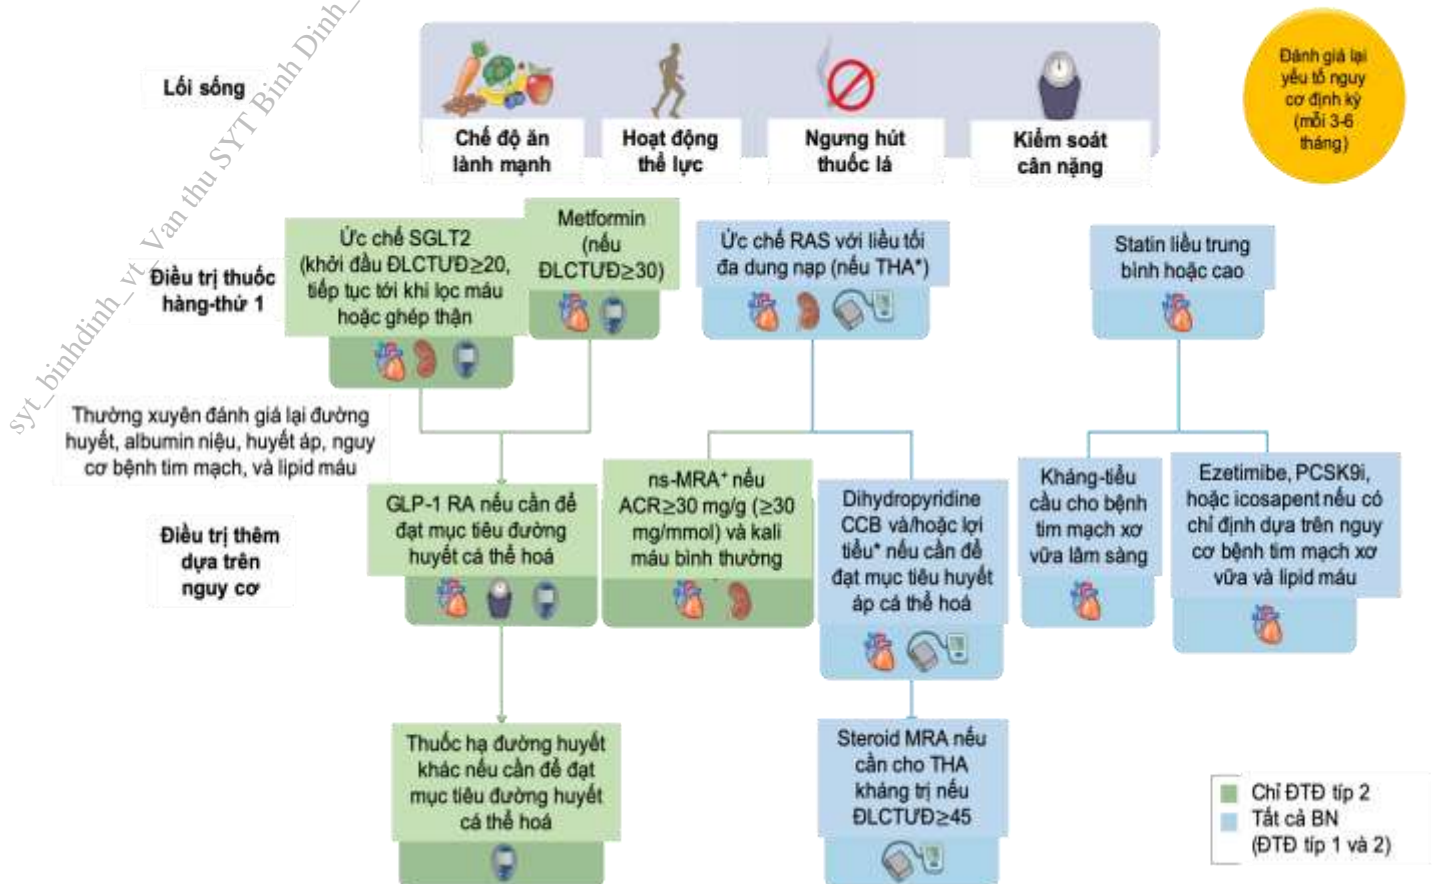 syt_binhdinh_vt_Van thu SYT Binh Dinh_
Lối sống
Chế độ ăn
lành mạnh
Hoạt động
thể lực
Ngưng hút
thuốc lá
Kiểm soát
cân nặng
Đánh giá lại
yếu tố nguy
cơ định kỳ
(mỗi 3-6
tháng)
Điều trị thuốc
hàng-thứ 1
Ức chế SGLT2
(khởi đầu ĐLCTƯĐ≥20,
tiếp tục tới khi lọc máu
hoặc ghép thận
Metformin
(nếu
ĐLCTƯĐ≥30)
Ức chế RAS với liều tối
đa dung nạp (nếu THA*)
Statin liều trung
bình hoặc cao
Thường xuyên đánh giá lại đường
huyết, albumin niệu, huyết áp, nguy
cơ bệnh tim mạch, và lipid máu
Điều trị thêm
dựa trên
nguy cơ
GLP-1 RA nếu cần để
đạt mục tiêu đường
huyết cá thể hoá
ns-MRA⁺ nếu
ACR≥30 mg/g (≥30
mg/mmol) và kali
máu bình thường
Dihydropyridine
CCB và/hoặc lợi
tiểu* nếu cần để
đạt mục tiêu huyết
áp cá thể hoá
Kháng-tiểu
cầu cho bệnh
tim mạch xơ
vữa lâm sàng
Ezetimibe, PCSK9i,
hoặc icosapent nếu có
chỉ định dựa trên nguy
cơ bệnh tim mạch xơ
vữa và lipid máu
Thuốc hạ đường huyết
khác nếu cần để đạt
mục tiêu đường huyết
cá thể hoá
Steroid MRA nếu
cần cho THA
kháng trị nếu
ĐLCTƯĐ≥45
Chỉ ĐTĐ típ 2
Tất cả BN
(ĐTĐ típ 1 và 2)